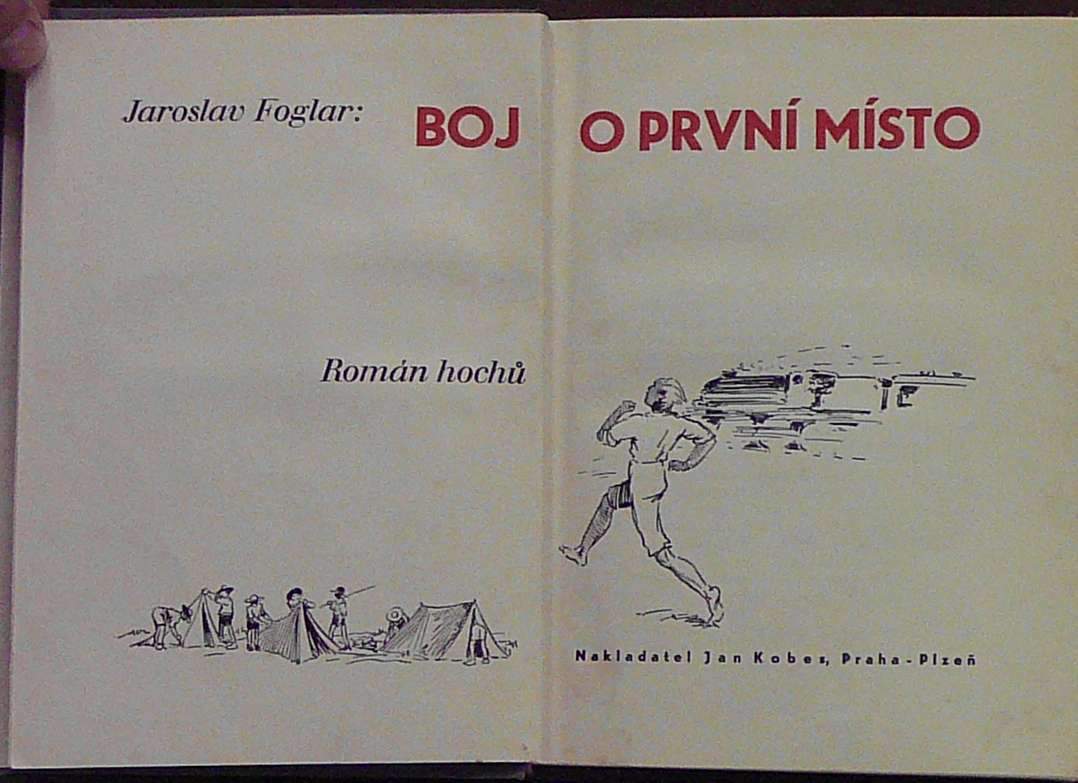 Jaroslav Foglar: BOJ O PRVNÍ MÍSTO
Román hochů
Nakladatel Jan Kobes, Praha-Plzeň